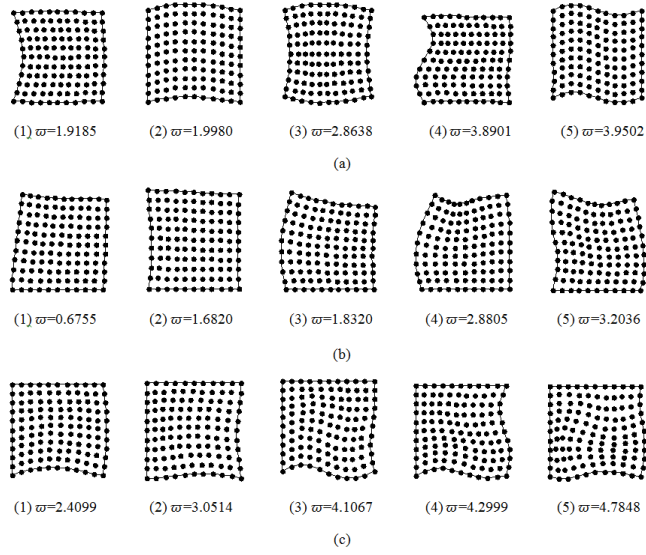 (1) ϖ=1.9185 (2) ϖ=1.9980 (3) ϖ=2.8638 (4) ϖ=3.8901 (5) ϖ=3.9502
(a)
(1) ϖ=0.6755 (2) ϖ=1.6820 (3) ϖ=1.8320 (4) ϖ=2.8805 (5) ϖ=3.2036
(b)
(1) ϖ=2.4099 (2) ϖ=3.0514 (3) ϖ=4.1067 (4) ϖ=4.2999 (5) ϖ=4.7848
(c)